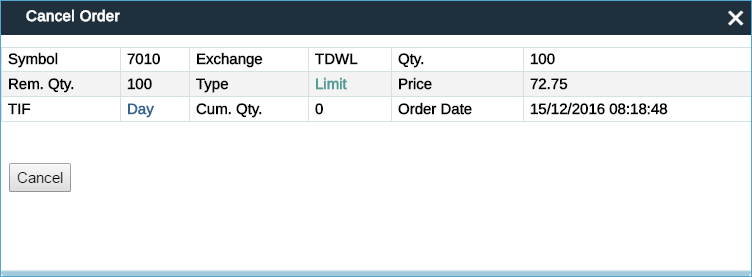 Cancel Order
Symbol 7010 Exchange TDWL Qty. 100
Rem. Qty. 100 Type Limit Price 72.75
TIF Day Cum. Qty. 0 Order Date 15/12/2016 08:18:48
Cancel